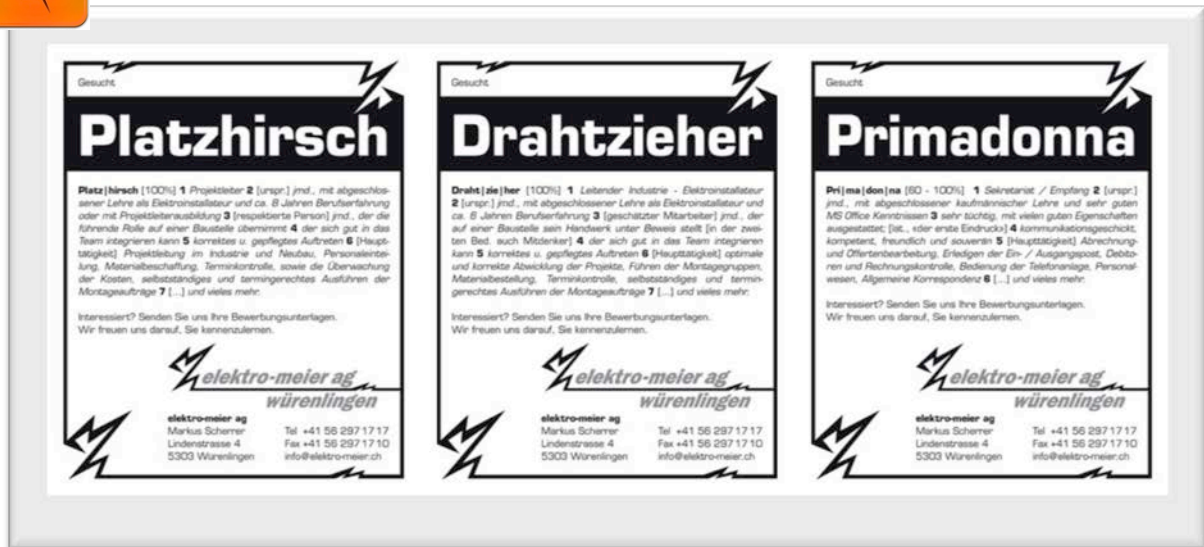 Gesucht
Platzhirsch
Platz|hirsch [100%] 1 Projektleiter 2 [urspr.] jmd., mit abgeschlos-
sener Lehre als Elektroinstallateur und ca. 8 Jahren Berufserfahrung
oder mit Projektleiterausbildung 3 [respektierte Person] jmd., der die
führende Rolle auf einer Baustelle übernimmt 4 der sich gut in das
Team integrieren kann 5 korrektes u. gepflegtes Auftreten 6 [Haupt-
tätigkeit] Projektleitung im Industrie und Neubau, Personaleintei-
lung, Materialbeschaffung, Terminkontrolle, sowie die Überwachung
der Kosten, selbstständiges und termingerechtes Ausführen der
Montageaufträge 7 [...] und vieles mehr.
Interessiert? Senden Sie uns Ihre Bewerbungsunterlagen.
Wir freuen uns darauf, Sie kennenzulernen.
elektro-meier ag
würenlingen
elektro-meier ag
Markus Scherrer Tel +41 56 297 17 17
Lindenstrasse 4 Fax +41 56 297 17 10
5303 Würenlingen info@elektro-meier.ch
Gesucht
Drahtzieher
Draht|zie|her [100%] 1 Leitender Industrie - Elektroinstallateur
2 [urspr.] jmd., mit abgeschlossener Lehre als Elektroinstallateur und
ca. 6 Jahren Berufserfahrung 3 [geschätzter Mitarbeiter] jmd., der
auf einer Baustelle sein Handwerk unter Beweis stellt [in der zwei-
ten Bed. auch Mitdenker] 4 der sich gut in das Team integrieren
kann 5 korrektes u. gepflegtes Auftreten 6 [Haupttätigkeit] optimale
und korrekte Abwicklung der Projekte, Führen der Montagegruppen,
Materialbestellung, Terminkontrolle, selbstständiges und termin-
gerechtes Ausführen der Montageaufträge 7 [...] und vieles mehr.
Interessiert? Senden Sie uns Ihre Bewerbungsunterlagen.
Wir freuen uns darauf, Sie kennenzulernen.
elektro-meier ag
würenlingen
elektro-meier ag
Markus Scherrer Tel +41 56 297 17 17
Lindenstrasse 4 Fax +41 56 297 17 10
5303 Würenlingen info@elektro-meier.ch
Gesucht
Primadonna
Pri|ma|don|na [60 - 100%] 1 Sekretariat / Empfang 2 [urspr.]
jmd., mit abgeschlossener kaufmännischer Lehre und sehr guten
MS Office Kenntnissen 3 sehr tüchtig, mit vielen guten Eigenschaften
ausgestattet; [lat., «der erste Eindruck»] 4 kommunikationsgeschickt,
kompetent, freundlich und souverän 5 [Haupttätigkeit] Abrechnung-
und Offertenbearbeitung, Erledigen der Ein- / Ausgangspost, Debito-
ren und Rechnungskontrolle, Bedienung der Telefonanlage, Personal-
wesen, Allgemeine Korrespondenz 6 [...] und vieles mehr.
Interessiert? Senden Sie uns Ihre Bewerbungsunterlagen.
Wir freuen uns darauf, Sie kennenzulernen.
elektro-meier ag
würenlingen
elektro-meier ag
Markus Scherrer Tel +41 56 297 17 17
Lindenstrasse 4 Fax +41 56 297 17 10
5303 Würenlingen info@elektro-meier.ch